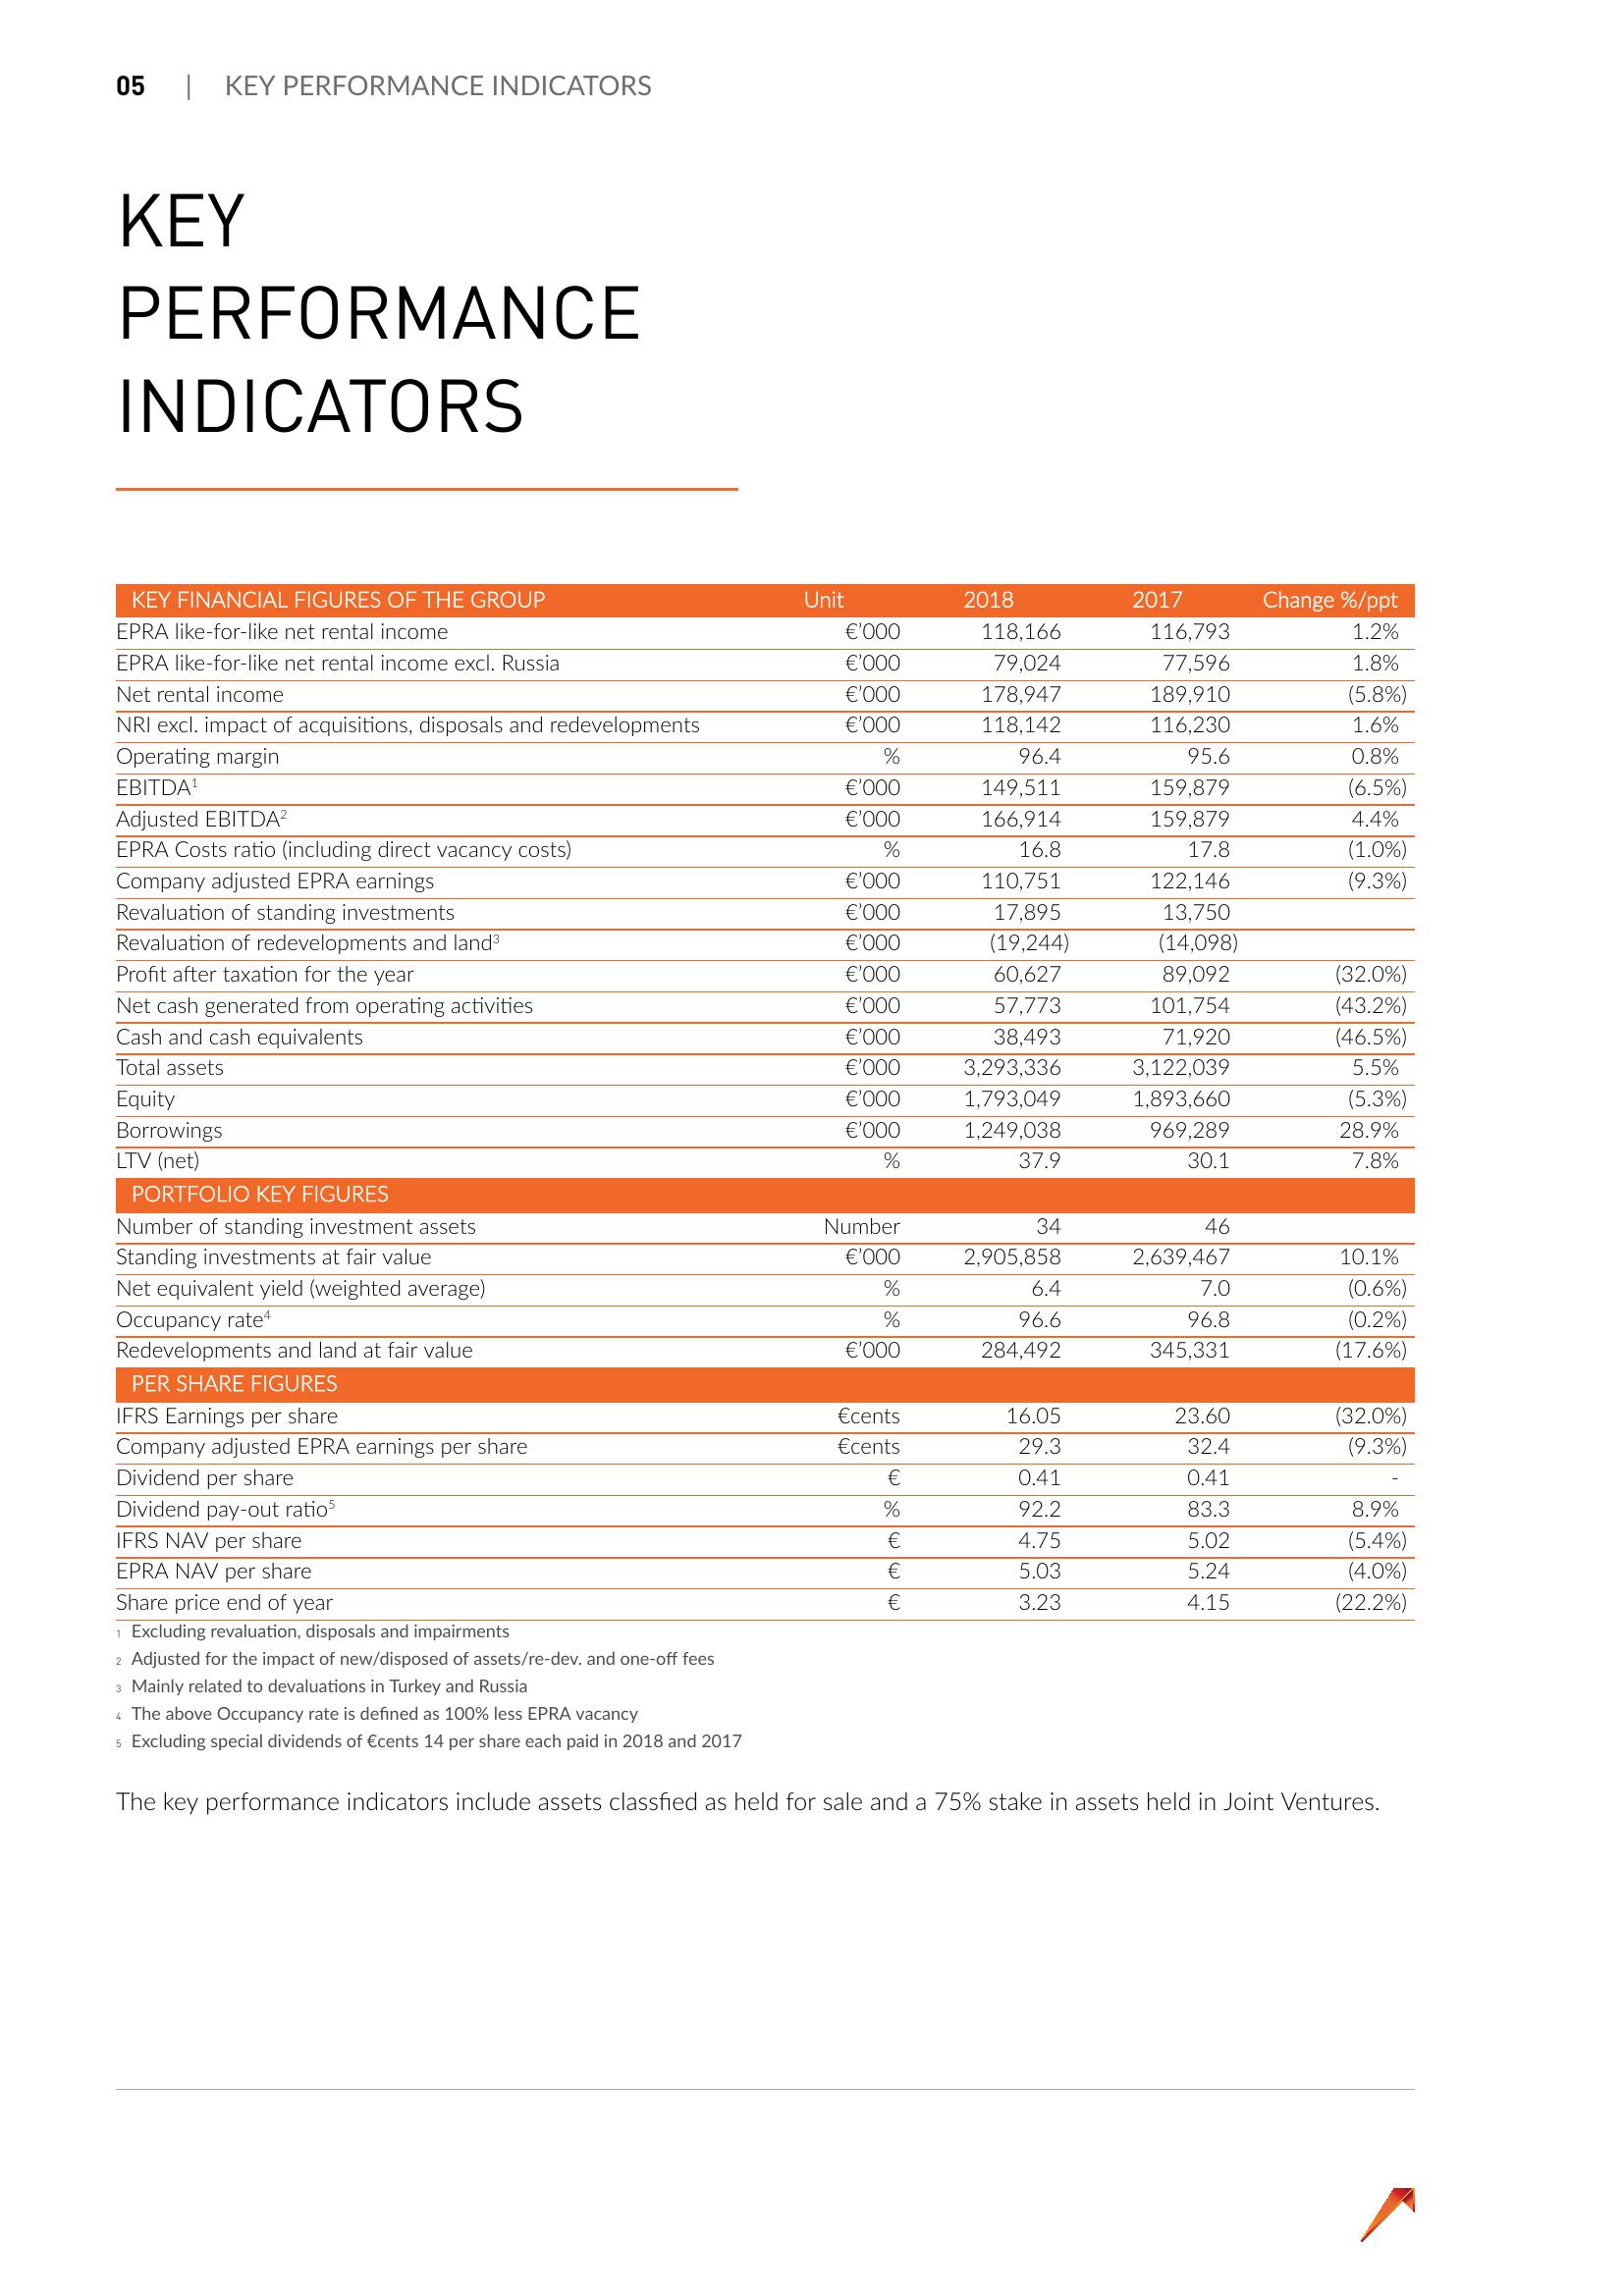 05 | KEY PERFORMANCE INDICATORS
KEY
PERFORMANCE
INDICATORS
KEY FINANCIAL FIGURES OF THE GROUP Unit 2018 2017 Change %/ppt
EPRA like-for-like net rental income €’000 118,166 116,793 1.2%
EPRA like-for-like net rental income excl. Russia €’000 79,024 77,596 1.8%
Net rental income €’000 178,947 189,910 (5.8%)
NRI excl. impact of acquisitions, disposals and redevelopments €’000 118,142 116,230 1.6%
Operating margin % 96.4 95.6 0.8%
EBITDA¹ €’000 149,511 159,879 (6.5%)
Adjusted EBITDA² €’000 166,914 159,879 4.4%
EPRA Costs ratio (including direct vacancy costs) % 16.8 17.8 (1.0%)
Company adjusted EPRA earnings €’000 110,751 122,146 (9.3%)
Revaluation of standing investments €’000 17,895 13,750
Revaluation of redevelopments and land³ €’000 (19,244) (14,098)
Profit after taxation for the year €’000 60,627 89,092 (32.0%)
Net cash generated from operating activities €’000 57,773 101,754 (43.2%)
Cash and cash equivalents €’000 38,493 71,920 (46.5%)
Total assets €’000 3,293,336 3,122,039 5.5%
Equity €’000 1,793,049 1,893,660 (5.3%)
Borrowings €’000 1,249,038 969,289 28.9%
LTV (net) % 37.9 30.1 7.8%
PORTFOLIO KEY FIGURES
Number of standing investment assets Number 34 46
Standing investments at fair value €’000 2,905,858 2,639,467 10.1%
Net equivalent yield (weighted average) % 6.4 7.0 (0.6%)
Occupancy rate⁴ % 96.6 96.8 (0.2%)
Redevelopments and land at fair value €’000 284,492 345,331 (17.6%)
PER SHARE FIGURES
IFRS Earnings per share €cents 16.05 23.60 (32.0%)
Company adjusted EPRA earnings per share €cents 29.3 32.4 (9.3%)
Dividend per share € 0.41 0.41 -
Dividend pay-out ratio⁵ % 92.2 83.3 8.9%
IFRS NAV per share € 4.75 5.02 (5.4%)
EPRA NAV per share € 5.03 5.24 (4.0%)
Share price end of year € 3.23 4.15 (22.2%)
1 Excluding revaluation, disposals and impairments
2 Adjusted for the impact of new/disposed of assets/re-dev. and one-off fees
3 Mainly related to devaluations in Turkey and Russia
4 The above Occupancy rate is defined as 100% less EPRA vacancy
5 Excluding special dividends of €cents 14 per share each paid in 2018 and 2017
The key performance indicators include assets classfied as held for sale and a 75% stake in assets held in Joint Ventures.